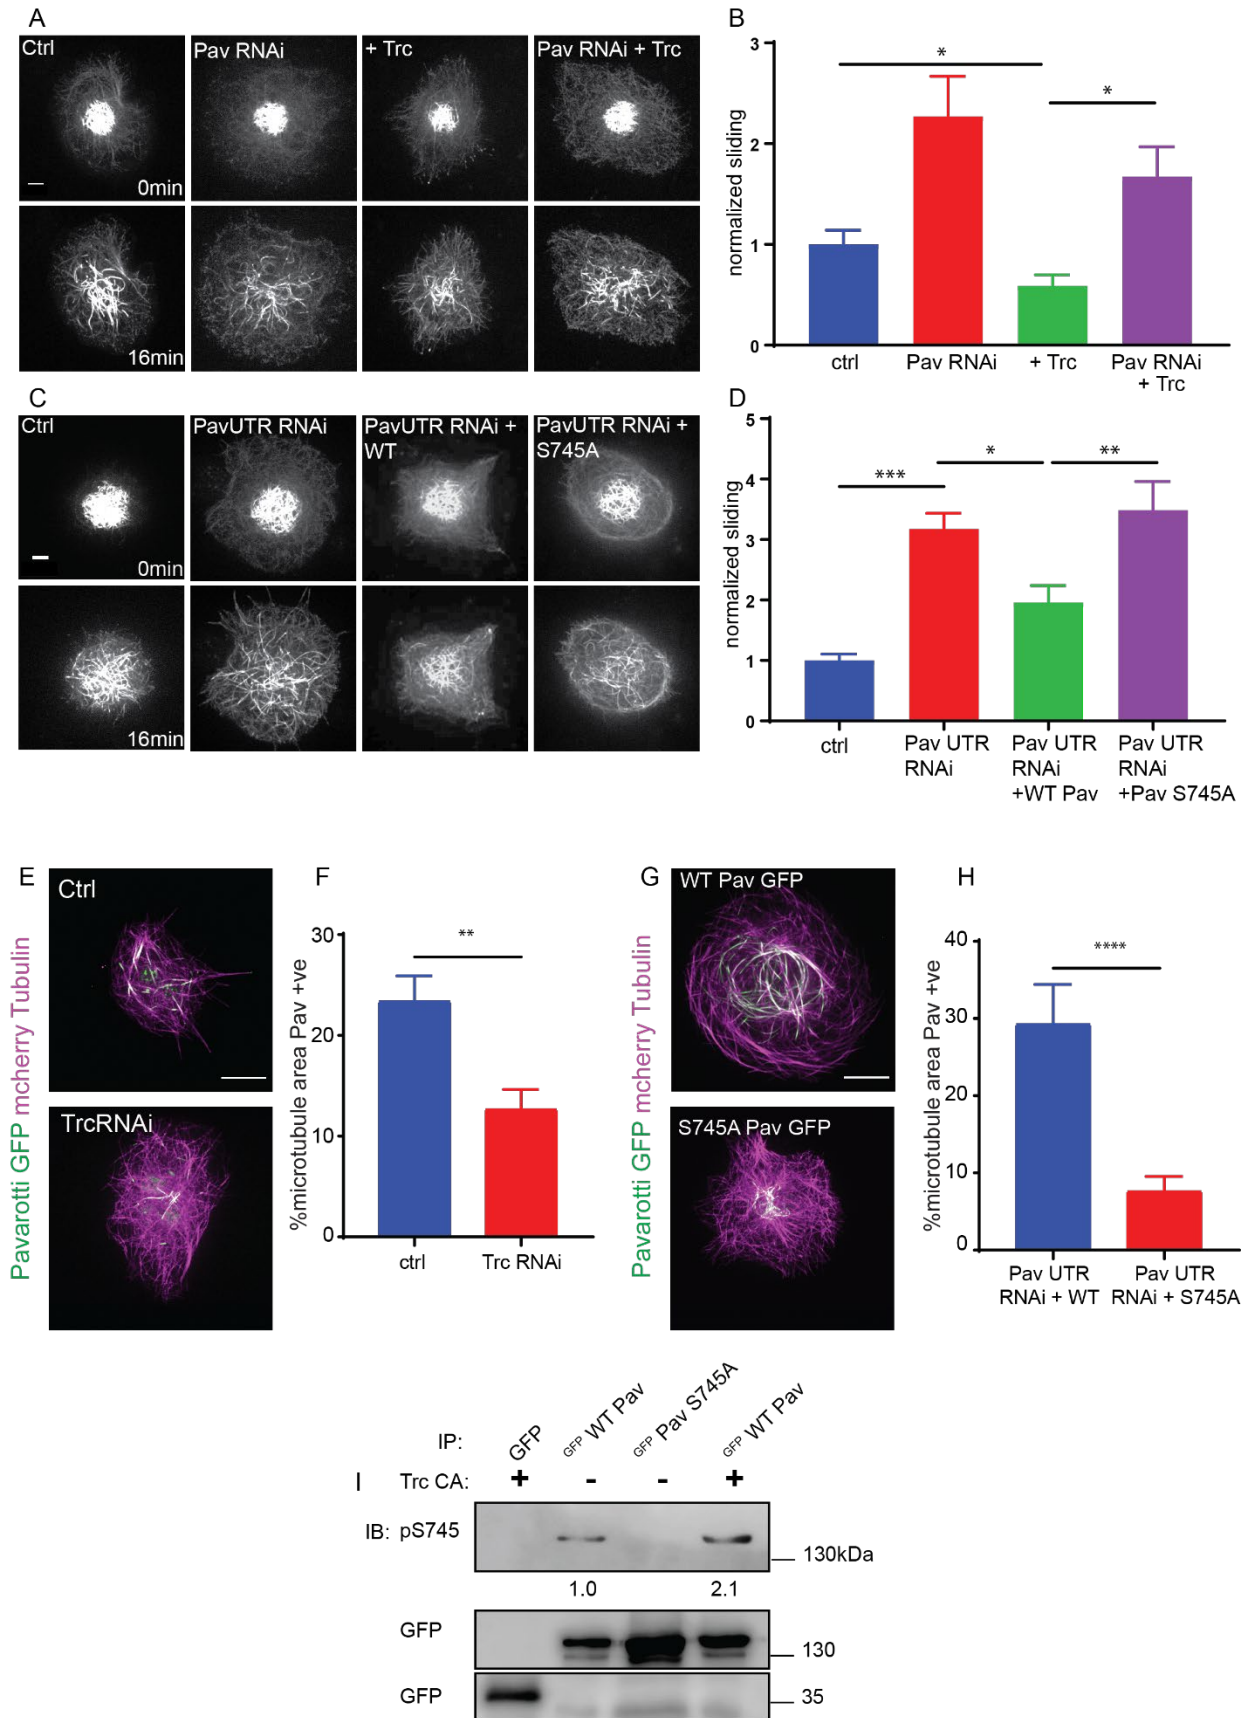 A
Ctrl
Pav RNAi
+ Trc
Pav RNAi + Trc
0min
16min
B
normalized sliding
3
2
1
0
*
*
ctrl
Pav RNAi
+ Trc
Pav RNAi
+ Trc
C
Ctrl
PavUTR RNAi
PavUTR RNAi +
WT
PavUTR RNAi +
S745A
0min
16min
D
normalized sliding
5
4
3
2
1
0
***
*
**
ctrl
Pav UTR
RNAi
Pav UTR
RNAi
+WT Pav
Pav UTR
RNAi
+Pav S745A
E
Pavarotti GFP mcherry Tubulin
Ctrl
TrcRNAi
F
%microtubule area Pav +ve
30
20
10
0
**
ctrl
Trc RNAi
G
Pavarotti GFP mcherry Tubulin
WT Pav GFP
S745A Pav GFP
H
%microtubule area Pav +ve
40
30
20
10
0
****
Pav UTR
RNAi + WT
Pav UTR
RNAi + S745A
I
IP:
GFP
GFP WT Pav
GFP Pav S745A
GFP WT Pav
Trc CA:
+ - - +
IB: pS745
130kDa
1.0 2.1
GFP
130
GFP
35